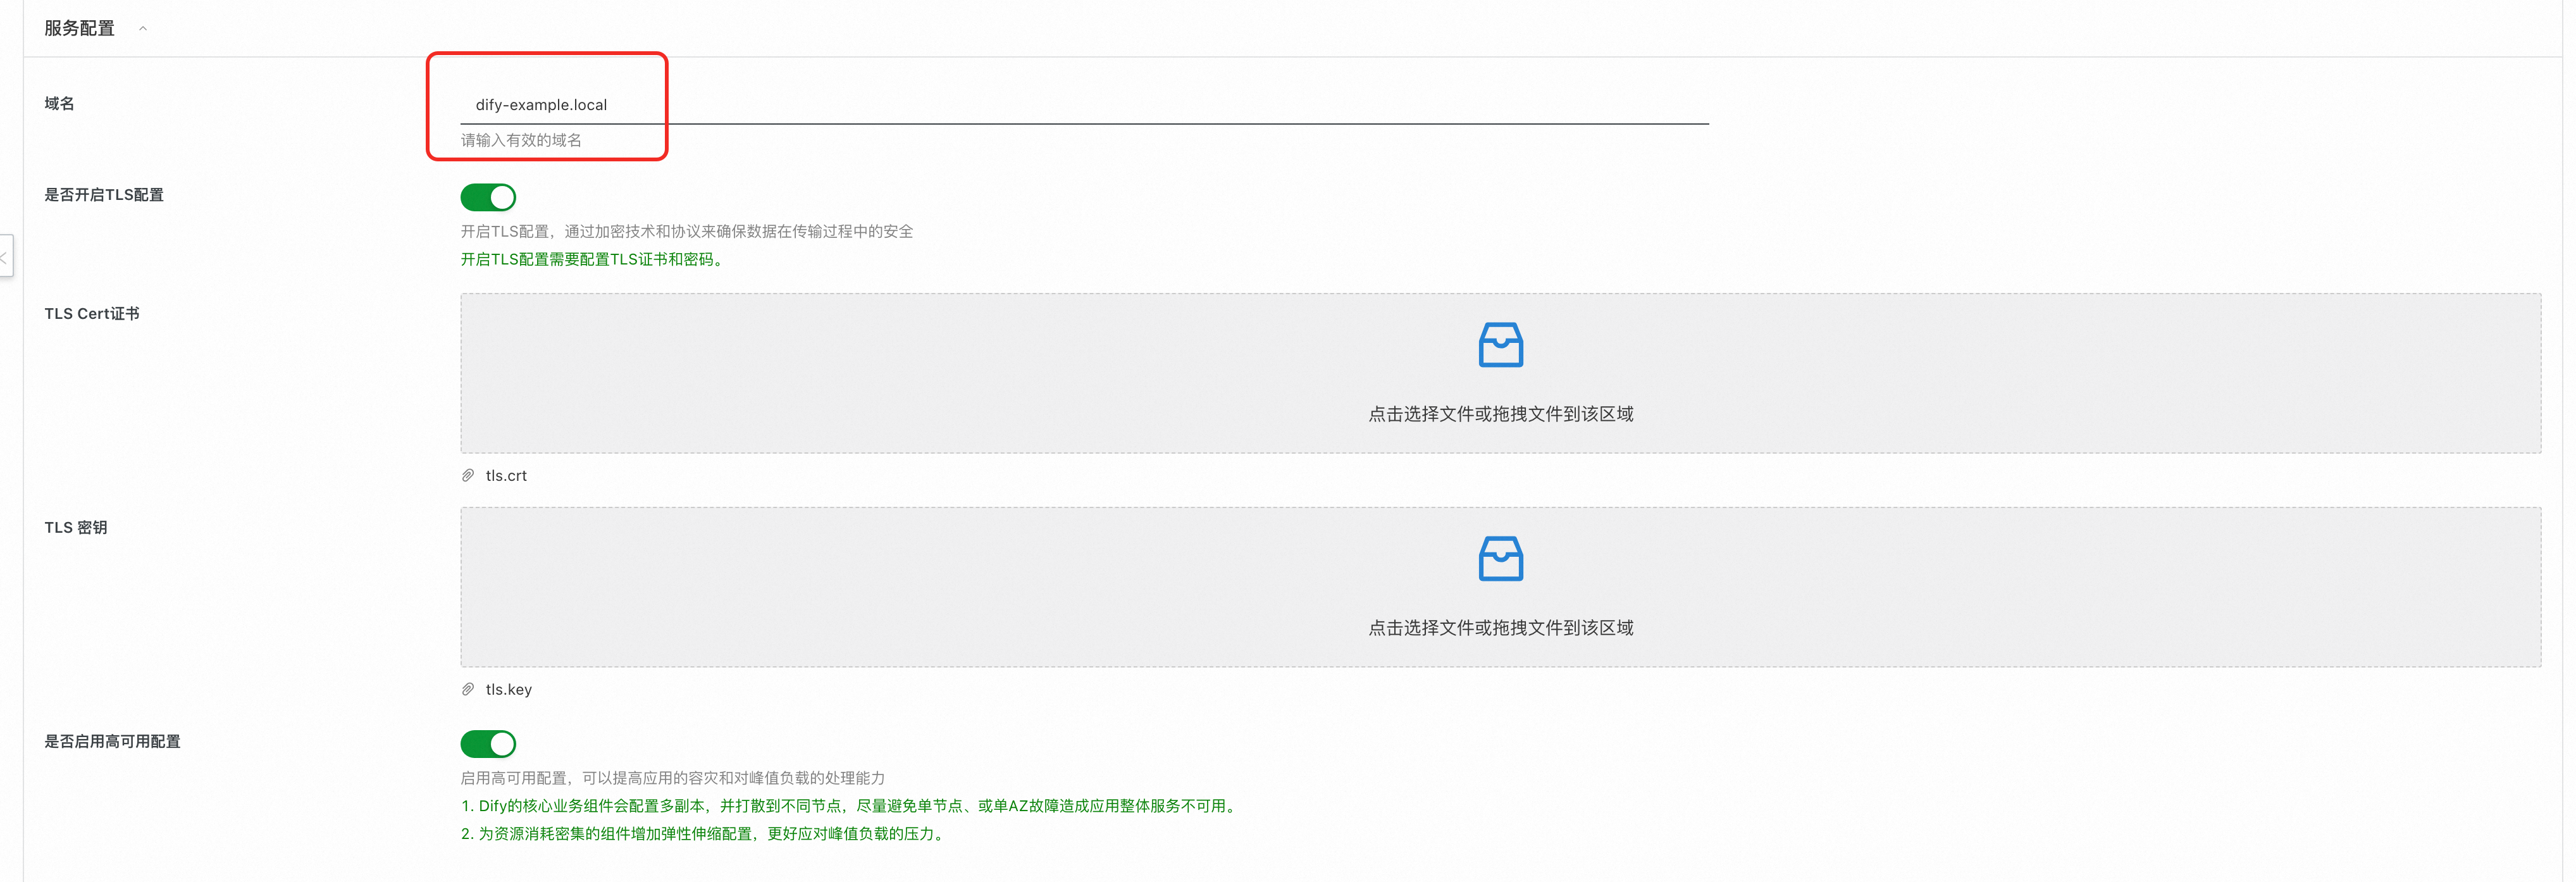 服务配置
域名
dify-example.local
请输入有效的域名
是否开启TLS配置
开启TLS配置，通过加密技术和协议来确保数据在传输过程中的安全
开启TLS配置需要配置TLS证书和密码。
TLS Cert证书
点击选择文件或拖拽文件到该区域
tls.crt
TLS 密钥
点击选择文件或拖拽文件到该区域
tls.key
是否启用高可用配置
启用高可用配置，可以提高应用的容灾和对峰值负载的处理能力
1. Dify的核心业务组件会配置多副本，并打散到不同节点，尽量避免单节点、或单AZ故障造成应用整体服务不可用。
2. 为资源消耗密集的组件增加弹性伸缩配置，更好应对峰值负载的压力。